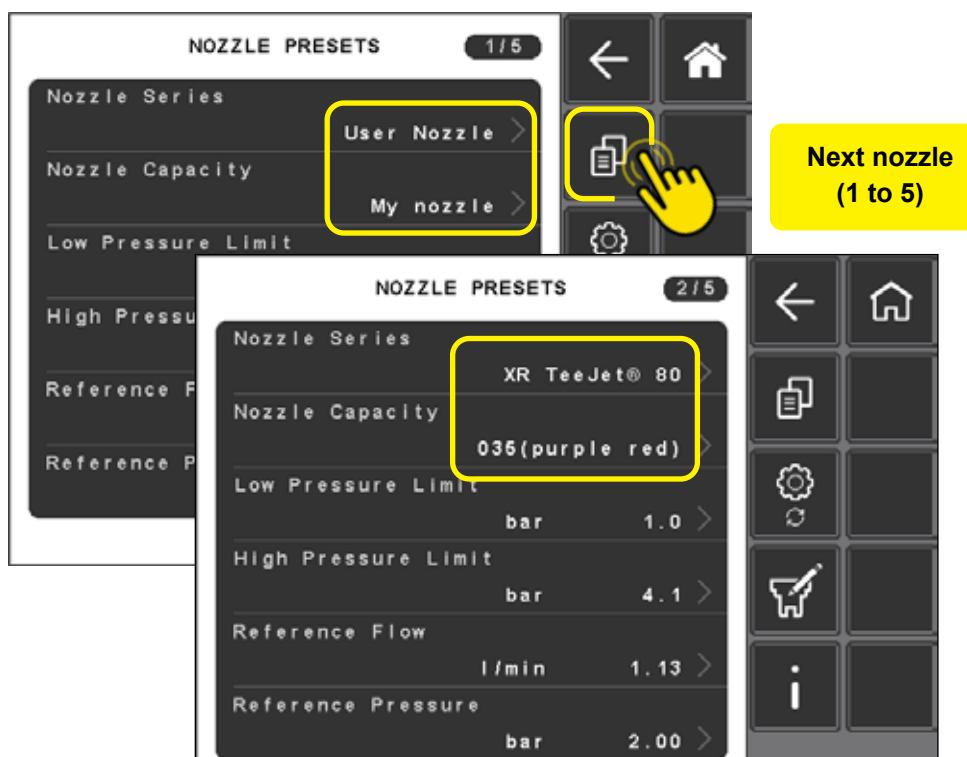 NOZZLE PRESETS 1/5
Nozzle Series
User Nozzle
Nozzle Capacity
My nozzle
Low Pressure Limit
High Pressu
Reference F
Reference P
Next nozzle
(1 to 5)
NOZZLE PRESETS 2/5
Nozzle Series
XR TeeJet® 80
Nozzle Capacity
035(purple red)
Low Pressure Limit
bar 1.0
High Pressure Limit
bar 4.1
Reference Flow
l/min 1.13
Reference Pressure
bar 2.00